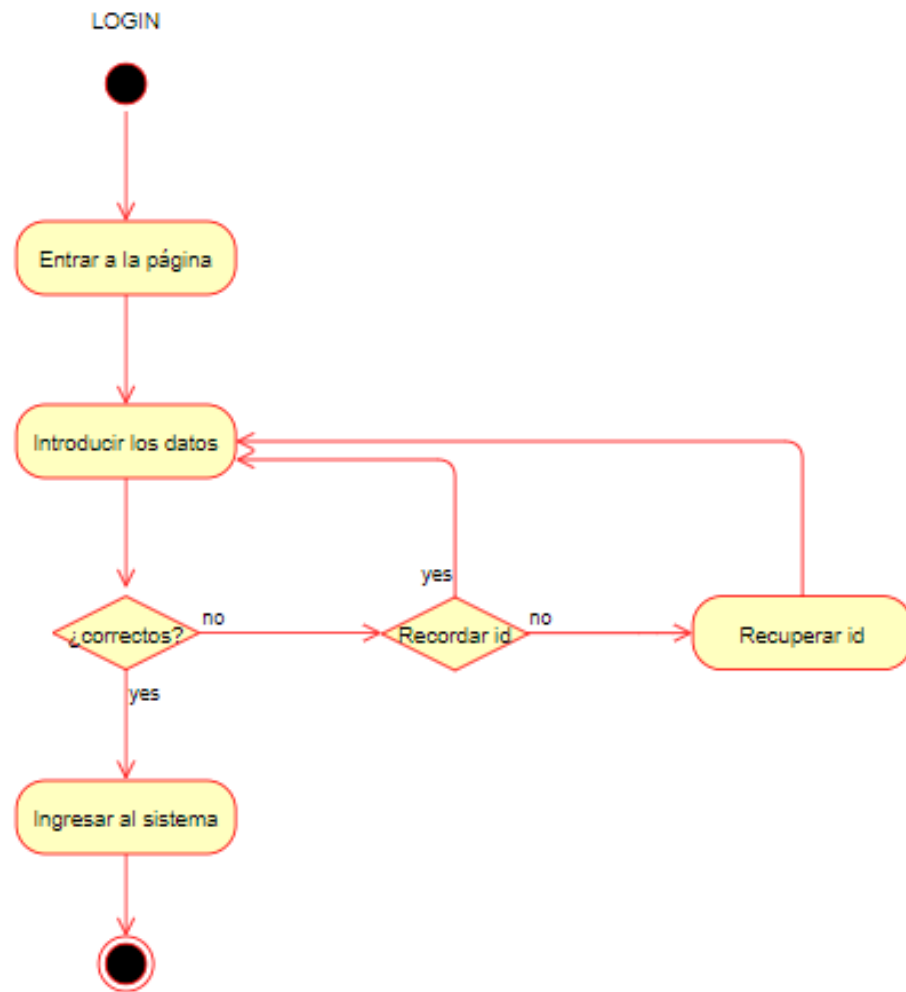 LOGIN
Entrar a la página
Introducir los datos
yes
¿correctos?
no
Recordar id
no
Recuperar id
yes
Ingresar al sistema